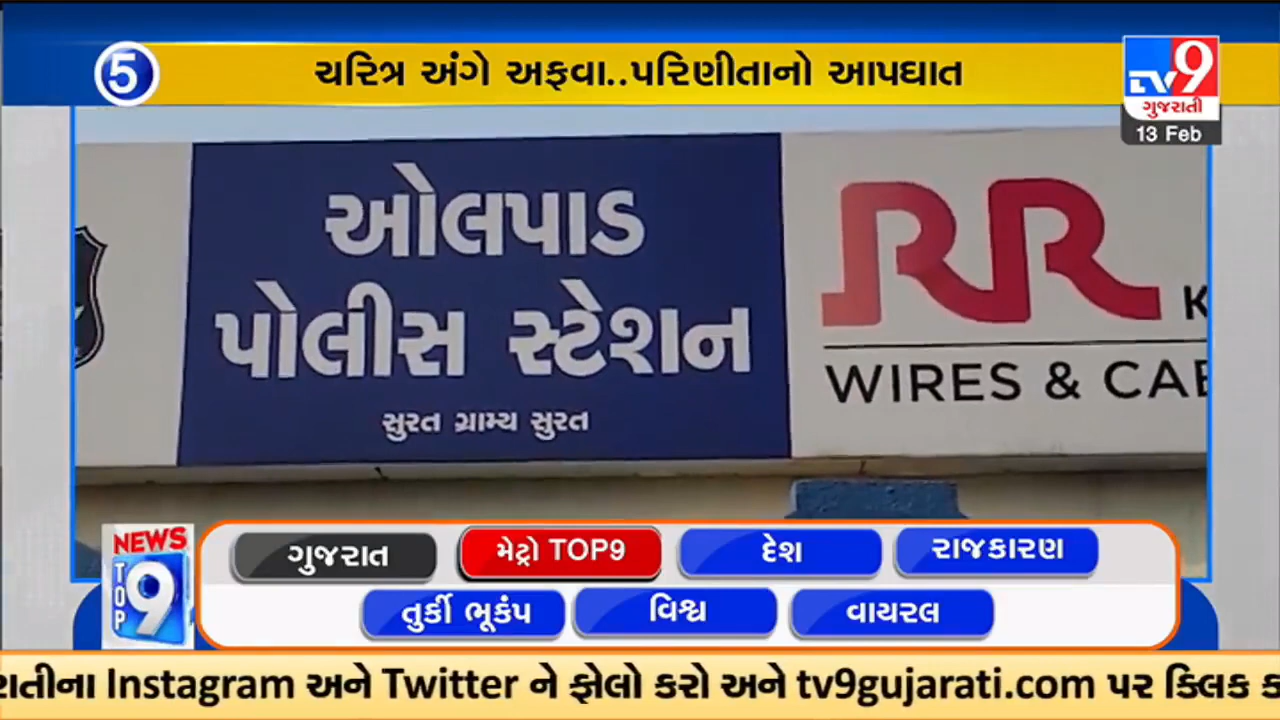 5
ચરિત્ર અંગે અફવા..પરિણીતાનો આપઘાત
TV9
ગુજરાતી
13 Feb
ઓલપાડ
પોલીસ સ્ટેશન
સુરત ગ્રામ્ય સુરત
RR
WIRES & CAB
NEWS
TOP
9
ગુજરાત
મેટ્રો TOP9
દેશ
રાજકારણ
તુર્કી ભૂકંપ
વિશ્વ
વાયરલ
રાતીના Instagram અને Twitter ને ફોલો કરો અને tv9gujarati.com પર ક્લિક ક